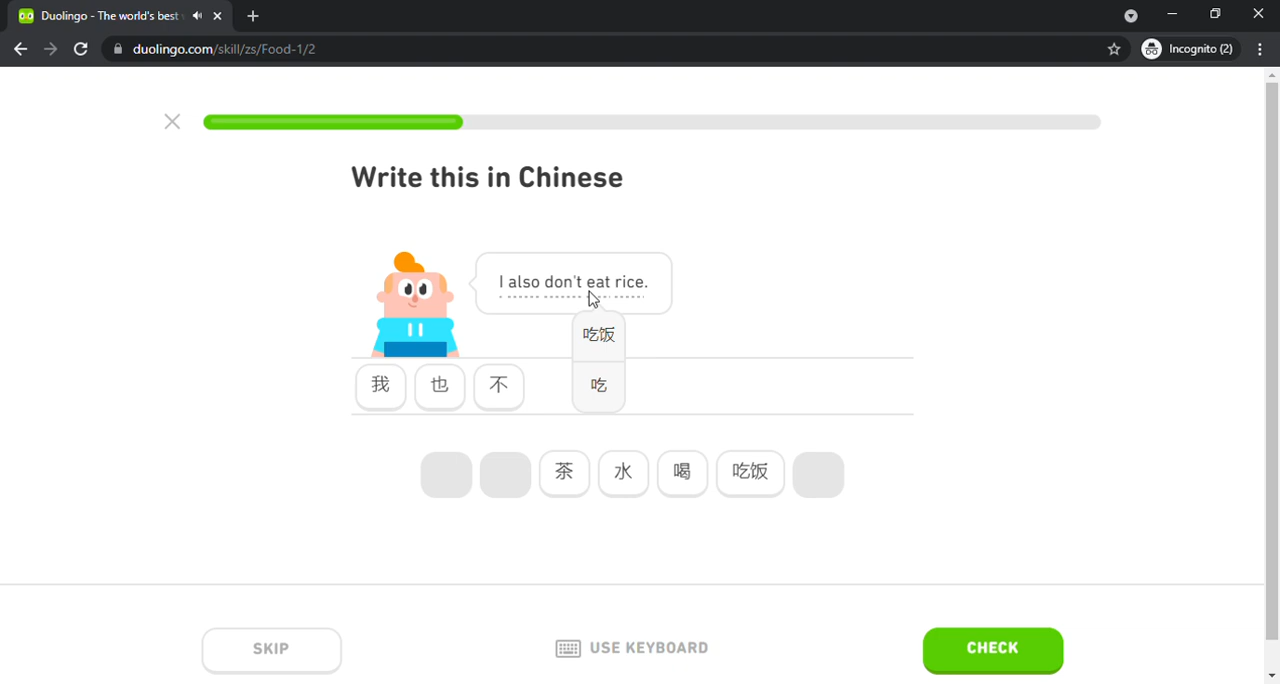 Duolingo - The world's best
duolingo.com/skill/zs/Food-1/2
Incognito (2)
Write this in Chinese
I also don't eat rice.
吃饭
吃
我 也 不
茶 水 喝 吃饭
SKIP
USE KEYBOARD
CHECK